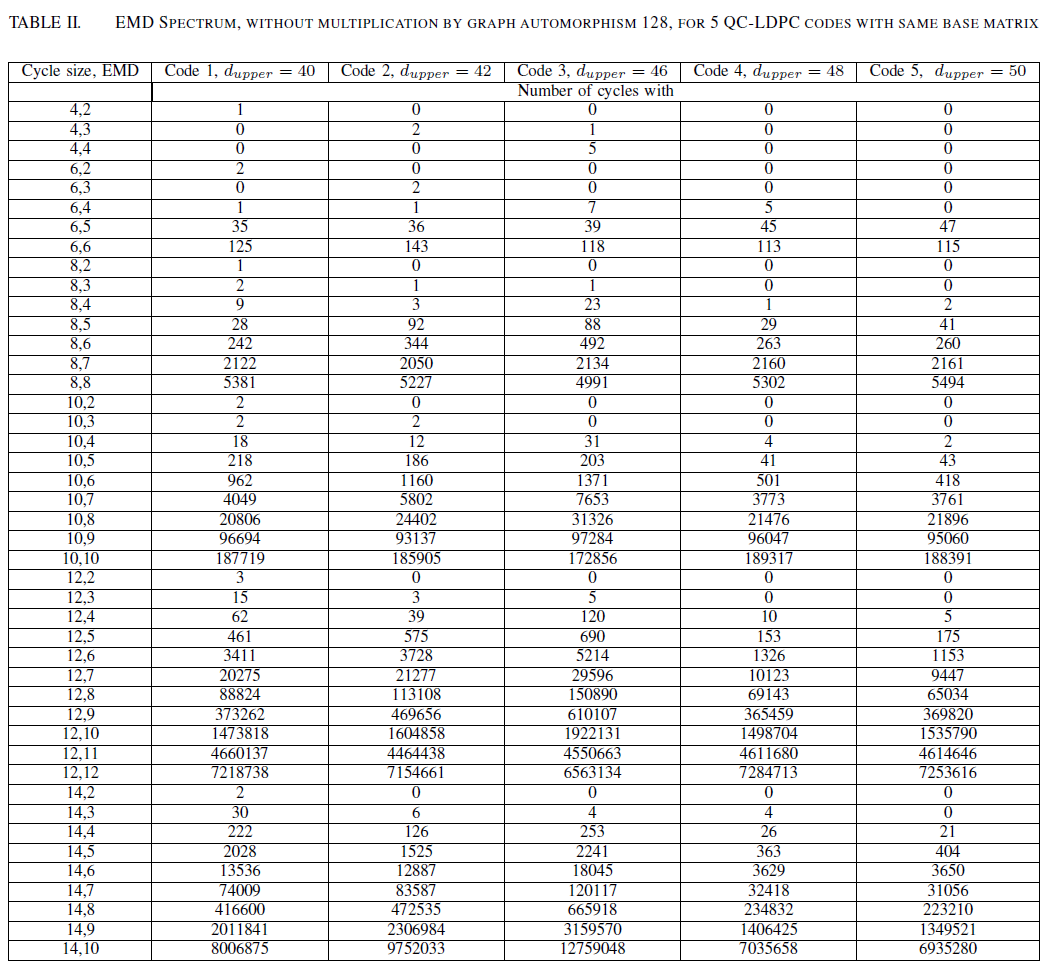 TABLE II. EMD SPECTRUM, WITHOUT MULTIPLICATION BY GRAPH AUTOMORPHISM 128, FOR 5 QC-LDPC CODES WITH SAME BASE MATRIX
Cycle size, EMD Code 1, d_upper = 40 Code 2, d_upper = 42 Code 3, d_upper = 46 Code 4, d_upper = 48 Code 5, d_upper = 50
Number of cycles with
4,2 1 0 0 0 0
4,3 0 2 1 0 0
4,4 0 0 5 0 0
6,2 2 0 0 0 0
6,3 0 2 0 0 0
6,4 1 1 7 5 0
6,5 35 36 39 45 47
6,6 125 143 118 113 115
8,2 1 0 0 0 0
8,3 2 1 1 0 0
8,4 9 3 23 1 2
8,5 28 92 88 29 41
8,6 242 344 492 263 260
8,7 2122 2050 2134 2160 2161
8,8 5381 5227 4991 5302 5494
10,2 2 0 0 0 0
10,3 2 2 0 0 0
10,4 18 12 31 4 2
10,5 218 186 203 41 43
10,6 962 1160 1371 501 418
10,7 4049 5802 7653 3773 3761
10,8 20806 24402 31326 21476 21896
10,9 96694 93137 97284 96047 95060
10,10 187719 185905 172856 189317 188391
12,2 3 0 0 0 0
12,3 15 3 5 0 0
12,4 62 39 120 10 5
12,5 461 575 690 153 175
12,6 3411 3728 5214 1326 1153
12,7 20275 21277 29596 10123 9447
12,8 88824 113108 150890 69143 65034
12,9 373262 469656 610107 365459 369820
12,10 1473818 1604858 1922131 1498704 1535790
12,11 4660137 4464438 4550663 4611680 4614646
12,12 7218738 7154661 6563134 7284713 7253616
14,2 2 0 0 0 0
14,3 30 6 4 4 0
14,4 222 126 253 26 21
14,5 2028 1525 2241 363 404
14,6 13536 12887 18045 3629 3650
14,7 74009 83587 120117 32418 31056
14,8 416600 472535 665918 234832 223210
14,9 2011841 2306984 3159570 1406425 1349521
14,10 8006875 9752033 12759048 7035658 6935280